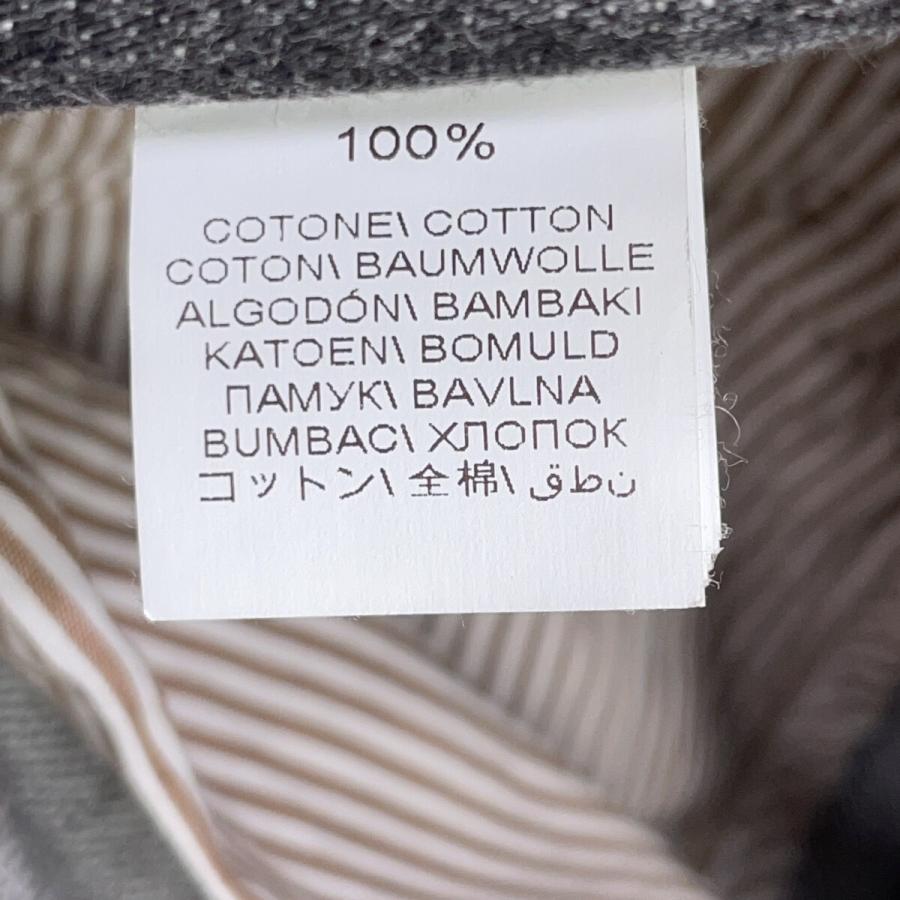 100%
COTONE\ COTTON
COTON\ BAUMWOLLE
ALGODÓN\ BAMBAKI
KATOEN\ BOMULD
ПАМУК\ BAVLNA
BUMBAC\ ХЛОПОК
コットン\ 全棉\ قطن